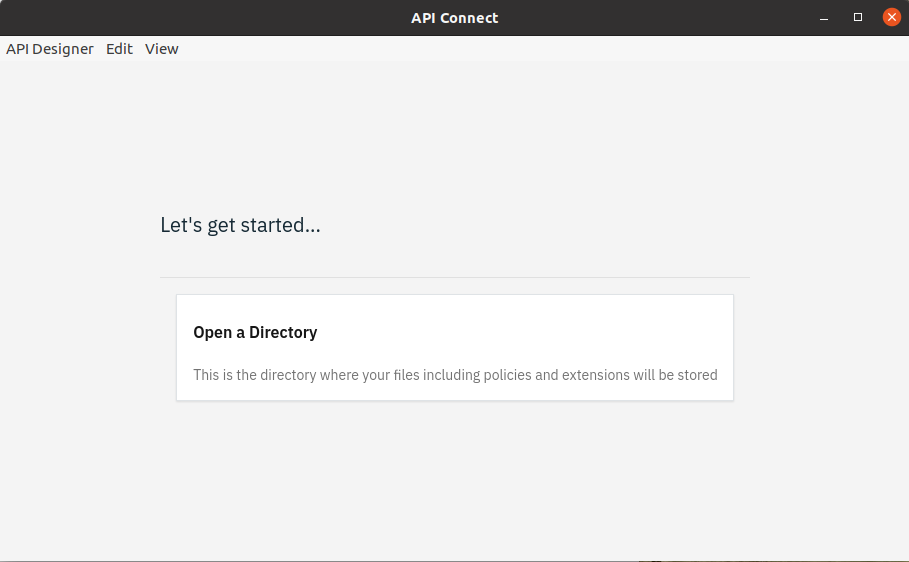 API Connect
API Designer Edit View
Let's get started...
Open a Directory
This is the directory where your files including policies and extensions will be stored